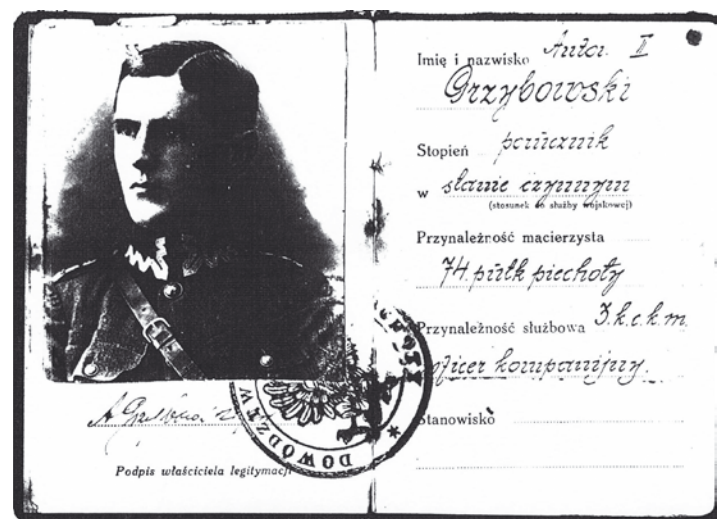 Imię i nazwisko Anto. II
Grzybowski
Stopień porucznik
w stanie czynnym
(stosunek do służby wojskowej)
Przynależność macierzysta
74. pułk piechoty
Przynależność służbowa 3.k.c.k.m.
oficer kompanijny.
Stanowisko
Podpis właściciela legitymacji
DOWÓDZTW